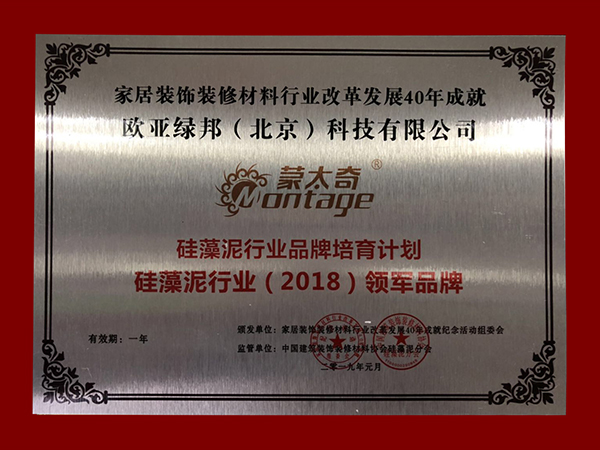 家居装饰装修材料行业改革发展40年成就
欧亚绿邦（北京）科技有限公司
蒙太奇®
Montage
硅藻泥行业品牌培育计划
硅藻泥行业（2018）领军品牌
颁发单位：家居装饰装修材料行业改革发展40年成就纪念活动组委会
有效期：一年
监管单位：中国建筑装饰装修材料协会硅藻泥分会
二〇一九年元月